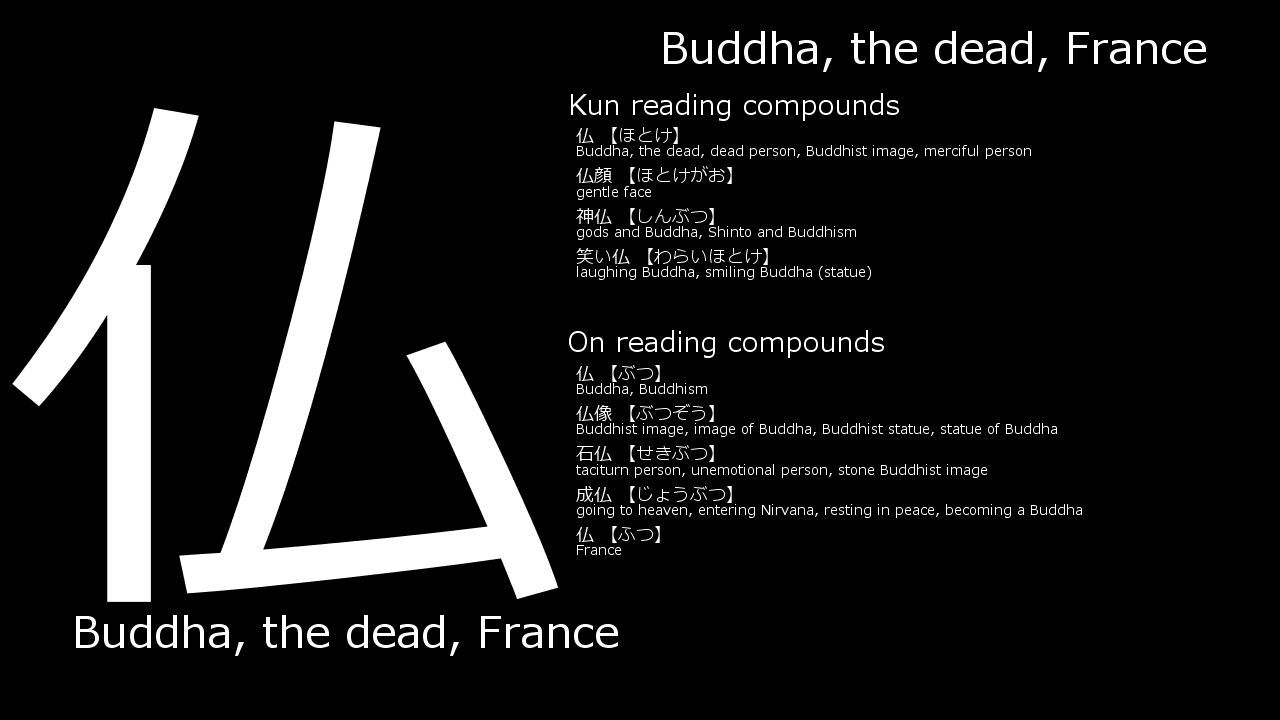 Buddha, the dead, France
仏
Buddha, the dead, France
Kun reading compounds
仏 【ほとけ】
Buddha, the dead, dead person, Buddhist image, merciful person
仏顔 【ほとけがお】
gentle face
神仏 【しんぶつ】
gods and Buddha, Shinto and Buddhism
笑い仏 【わらいほとけ】
laughing Buddha, smiling Buddha (statue)
On reading compounds
仏 【ぶつ】
Buddha, Buddhism
仏像 【ぶつぞう】
Buddhist image, image of Buddha, Buddhist statue, statue of Buddha
石仏 【せきぶつ】
taciturn person, unemotional person, stone Buddhist image
成仏 【じょうぶつ】
going to heaven, entering Nirvana, resting in peace, becoming a Buddha
仏 【ふつ】
France